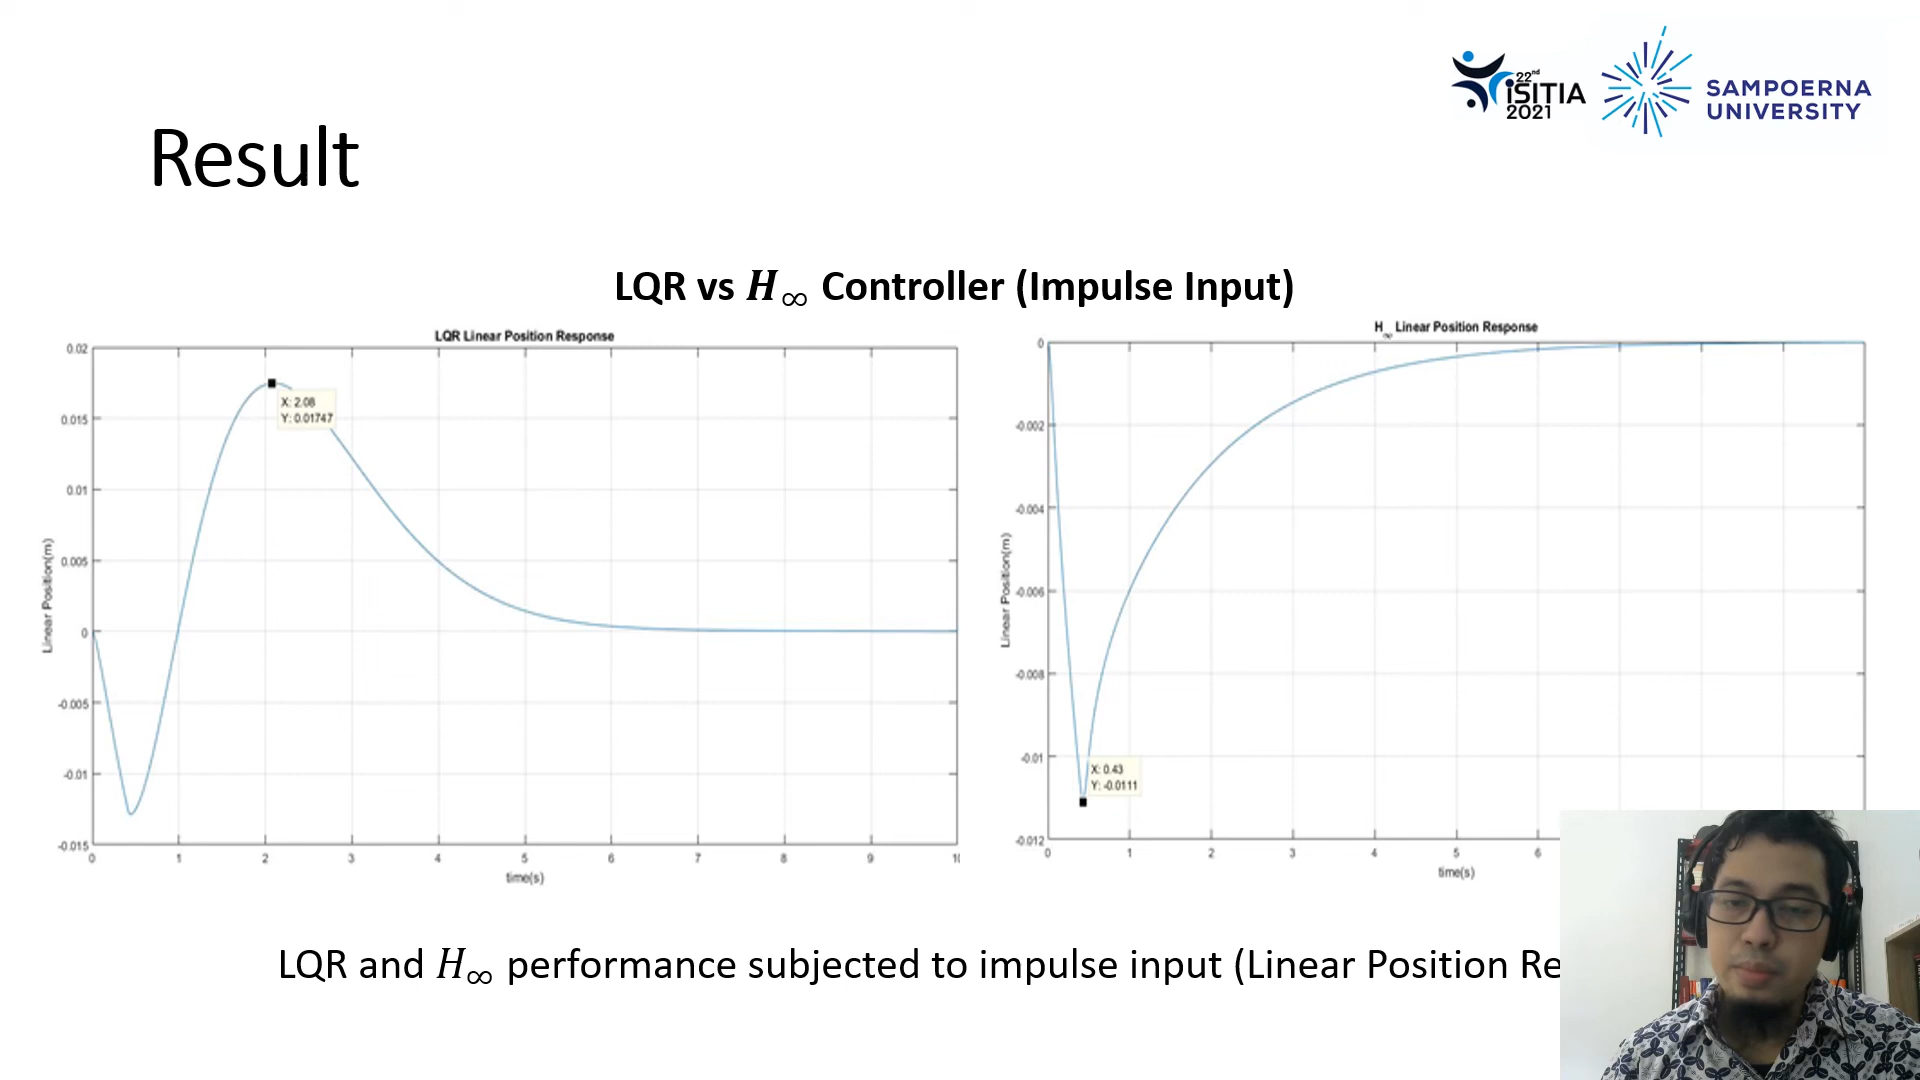 22nd
iSITIA
2021
SAMPOERNA
UNIVERSITY
Result
LQR vs H∞ Controller (Impulse Input)
LQR Linear Position Response
0.02
0.015
0.01
0.005
0
-0.005
-0.01
-0.015
Linear Position(m)
X: 2.08
Y: 0.01747
0 1 2 3 4 5 6 7 8 9 10
time(s)
H∞ Linear Position Response
0
-0.002
-0.004
-0.006
-0.008
-0.01
-0.012
Linear Position(m)
X: 0.43
Y: -0.0111
0 1 2 3 4 5 6
time(s)
LQR and H∞ performance subjected to impulse input (Linear Position Re